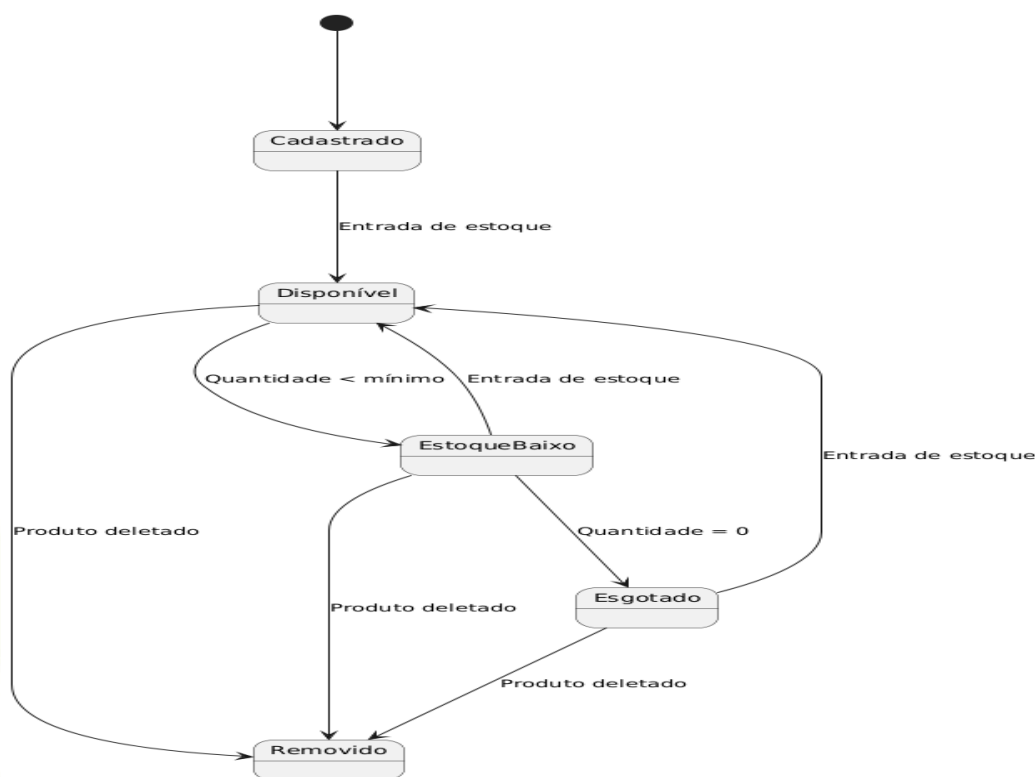 Cadastrado
Entrada de estoque
Disponível
Quantidade < mínimo
Entrada de estoque
EstoqueBaixo
Entrada de estoque
Produto deletado
Quantidade = 0
Esgotado
Produto deletado
Produto deletado
Removido